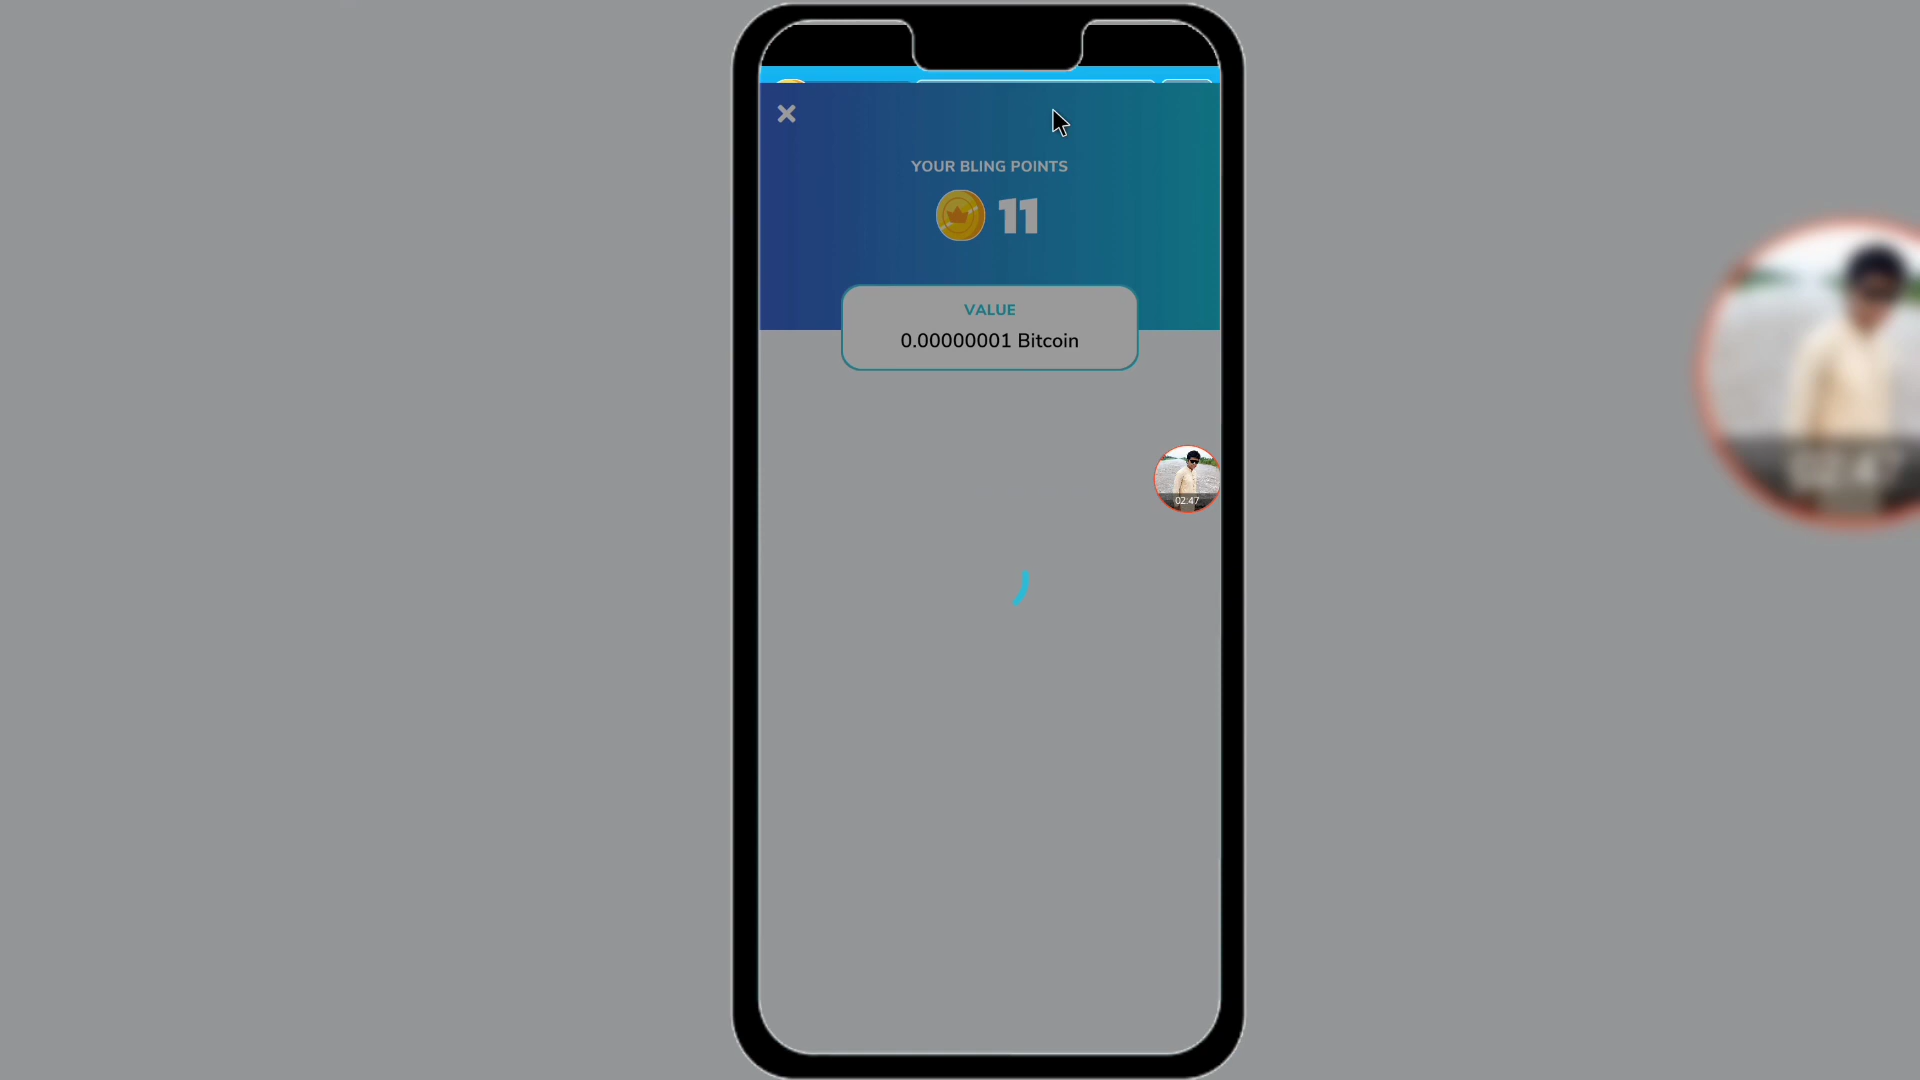 YOUR BLING POINTS
11
VALUE
0.00000001 Bitcoin
02:47